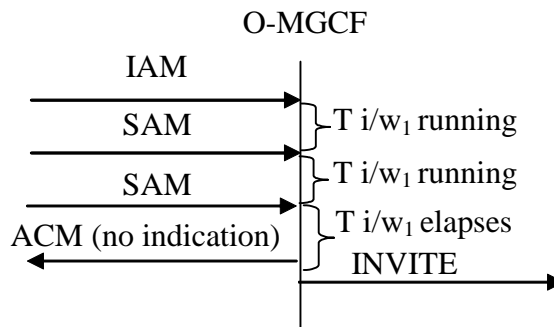 O-MGCF
IAM
SAM
T i/w₁ running
SAM
T i/w₁ running
ACM (no indication)
T i/w₁ elapses
INVITE